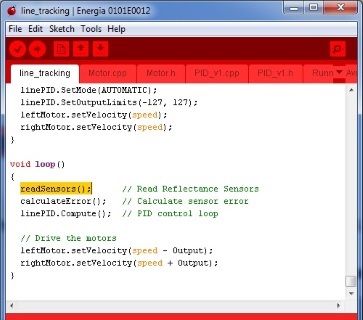 line_tracking | Energia 0101E0012
File Edit Sketch Tools Help
line_tracking Motor.cpp Motor.h PID_v1.cpp PID_v1.h
linePID.SetMode(AUTOMATIC);
linePID.SetOutputLimits(-127, 127);
leftMotor.setVelocity(speed);
rightMotor.setVelocity(speed);
}
void loop()
{
readSensors(); // Read Reflectance Sensors
calculateError(); // Calculate sensor error
linePID.Compute(); // PID control loop
// Drive the motors
leftMotor.setVelocity(speed - Output);
rightMotor.setVelocity(speed + Output);
}